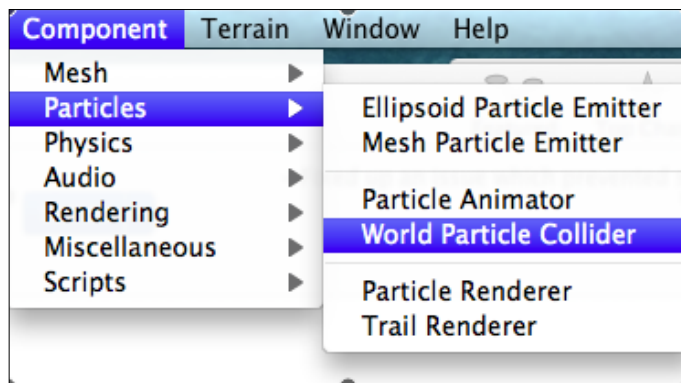 Component Terrain Window Help
Mesh
Particles
Physics
Audio
Rendering
Miscellaneous
Scripts
Ellipsoid Particle Emitter
Mesh Particle Emitter
Particle Animator
World Particle Collider
Particle Renderer
Trail Renderer